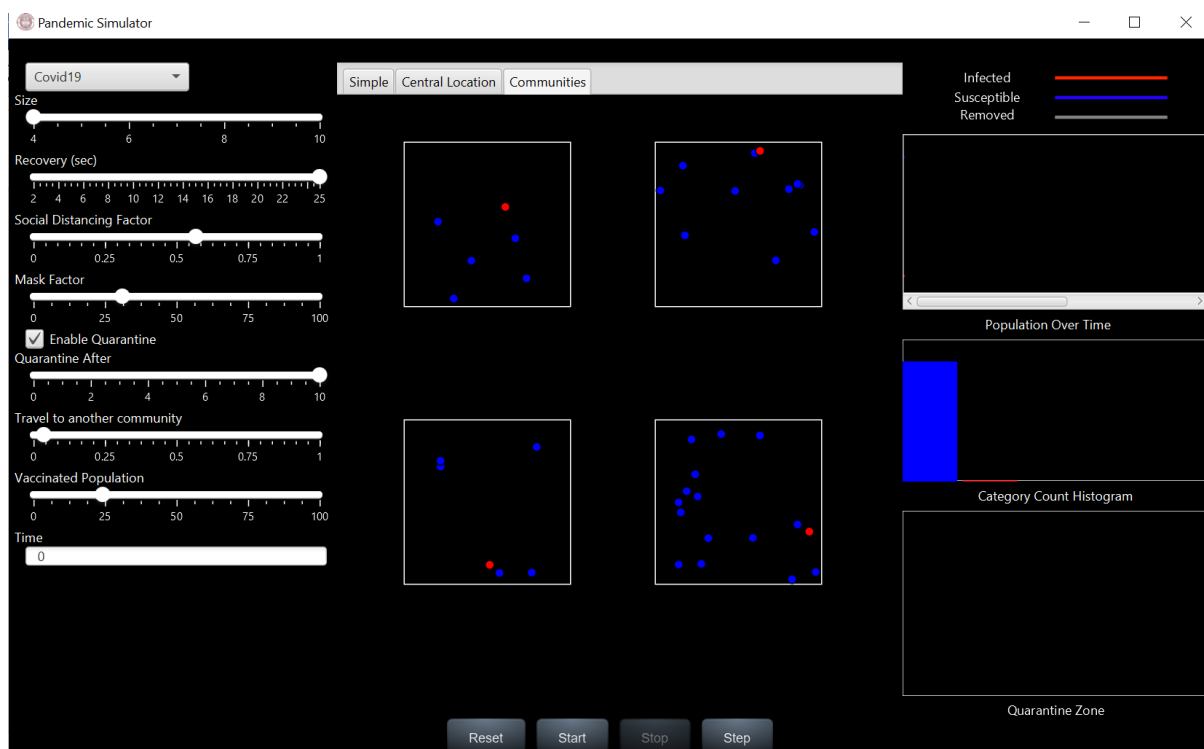 Pandemic Simulator
Covid19
Size
4 6 8 10
Recovery (sec)
2 4 6 8 10 12 14 16 18 20 22 25
Social Distancing Factor
0 0.25 0.5 0.75 1
Mask Factor
0 25 50 75 100
Enable Quarantine
Quarantine After
0 2 4 6 8 10
Travel to another community
0 0.25 0.5 0.75 1
Vaccinated Population
0 25 50 75 100
Time
0
Simple Central Location Communities
Infected
Susceptible
Removed
Population Over Time
Category Count Histogram
Quarantine Zone
Reset Start Stop Step